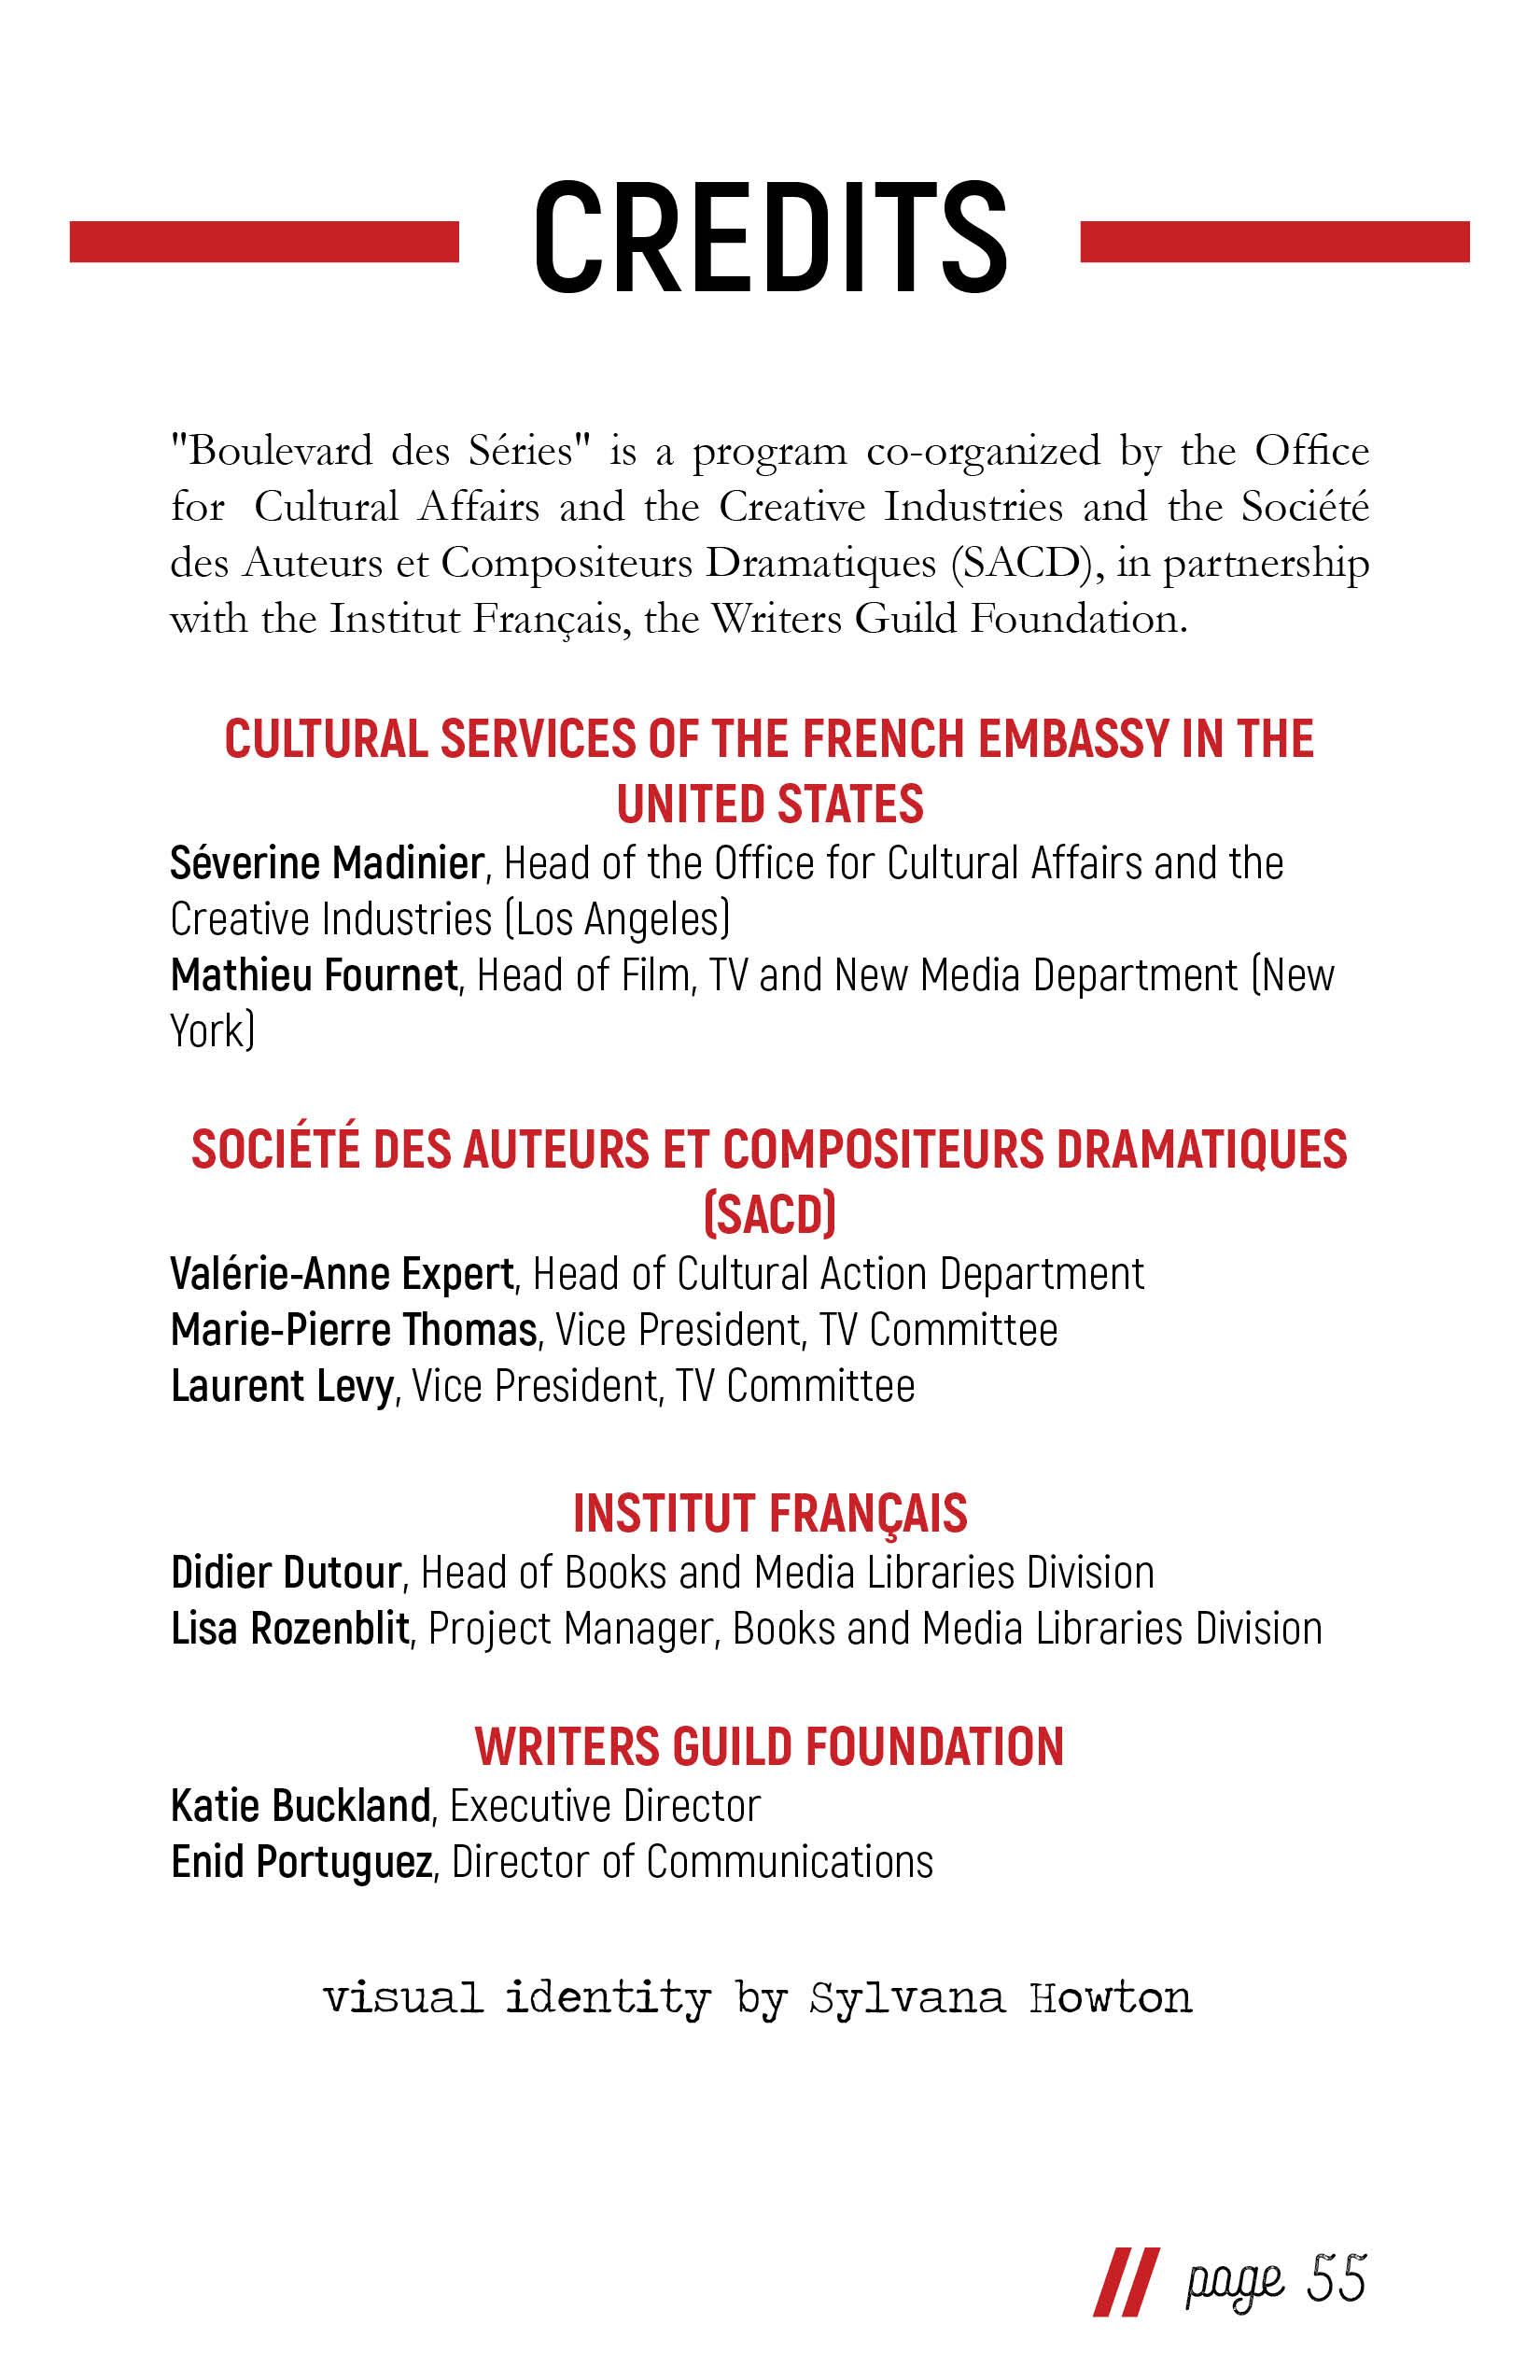 CREDITS
"Boulevard des Séries" is a program co-organized by the Office
for Cultural Affairs and the Creative Industries and the Société
des Auteurs et Compositeurs Dramatiques (SACD), in partnership
with the Institut Français, the Writers Guild Foundation.
CULTURAL SERVICES OF THE FRENCH EMBASSY IN THE
UNITED STATES
Séverine Madinier, Head of the Office for Cultural Affairs and the
Creative Industries (Los Angeles)
Mathieu Fournet, Head of Film, TV and New Media Department (New
York)
SOCIÉTÉ DES AUTEURS ET COMPOSITEURS DRAMATIQUES
(SACD)
Valérie-Anne Expert, Head of Cultural Action Department
Marie-Pierre Thomas, Vice President, TV Committee
Laurent Levy, Vice President, TV Committee
INSTITUT FRANÇAIS
Didier Dutour, Head of Books and Media Libraries Division
Lisa Rozenblit, Project Manager, Books and Media Libraries Division
WRITERS GUILD FOUNDATION
Katie Buckland, Executive Director
Enid Portuguez, Director of Communications
visual identity by Sylvana Howton
// page 55